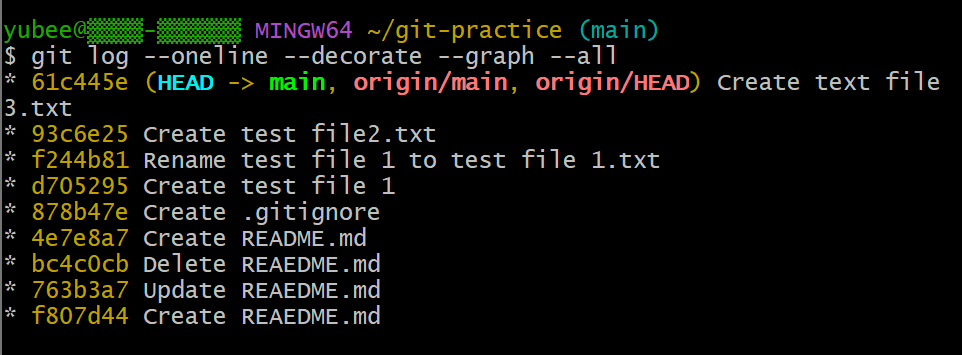 yubee@▒▒▒▒-▒▒▒▒▒▒ MINGW64 ~/git-practice (main)
$ git log --oneline --decorate --graph --all
* 61c445e (HEAD -> main, origin/main, origin/HEAD) Create text file
3.txt
* 93c6e25 Create test file2.txt
* f244b81 Rename test file 1 to test file 1.txt
* d705295 Create test file 1
* 878b47e Create .gitignore
* 4e7e8a7 Create README.md
* bc4c0cb Delete REAEDME.md
* 763b3a7 Update REAEDME.md
* f807d44 Create REAEDME.md